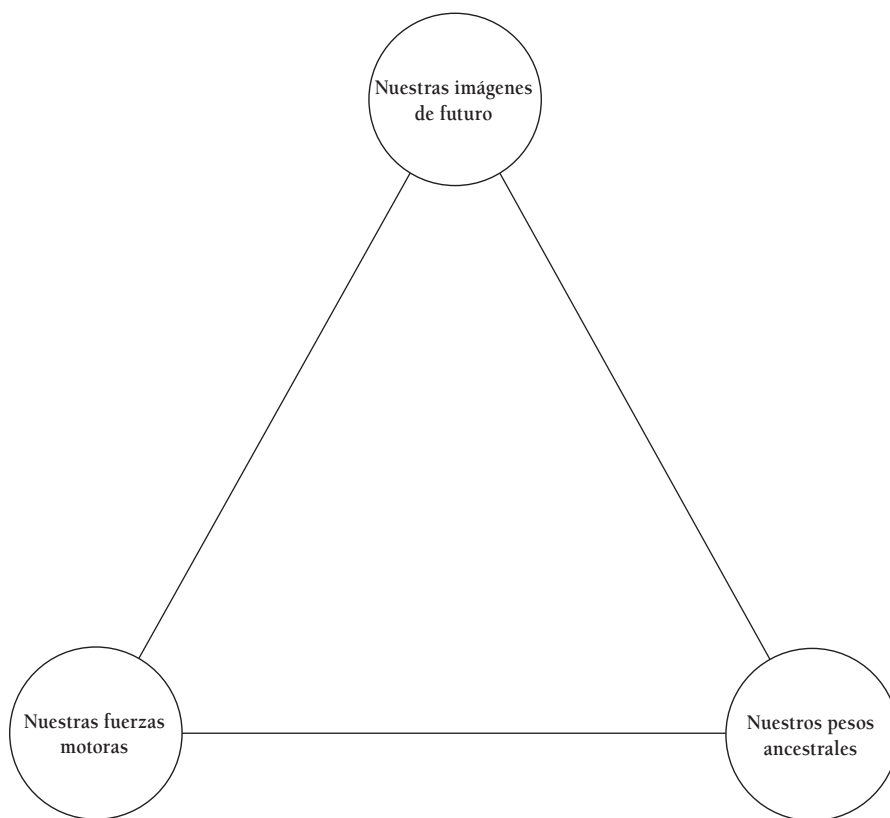 Nuestras imágenes
de futuro
Nuestras fuerzas
motoras
Nuestros pesos
ancestrales